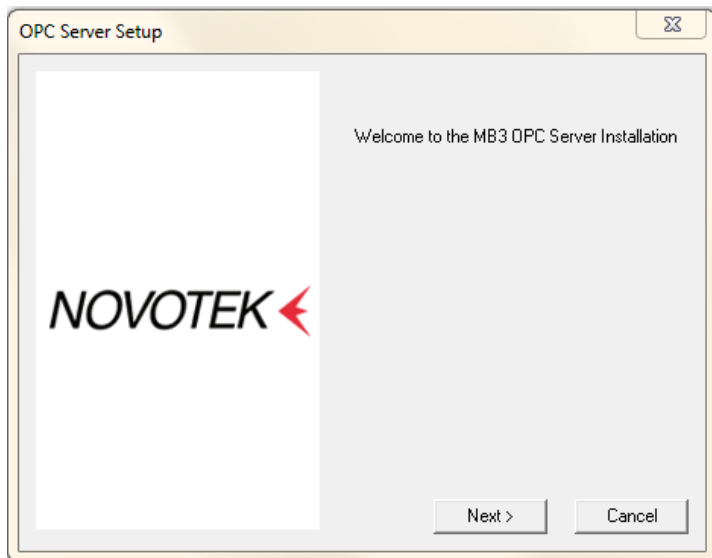 OPC Server Setup
Welcome to the MB3 OPC Server Installation
NOVOTEK
Next >
Cancel